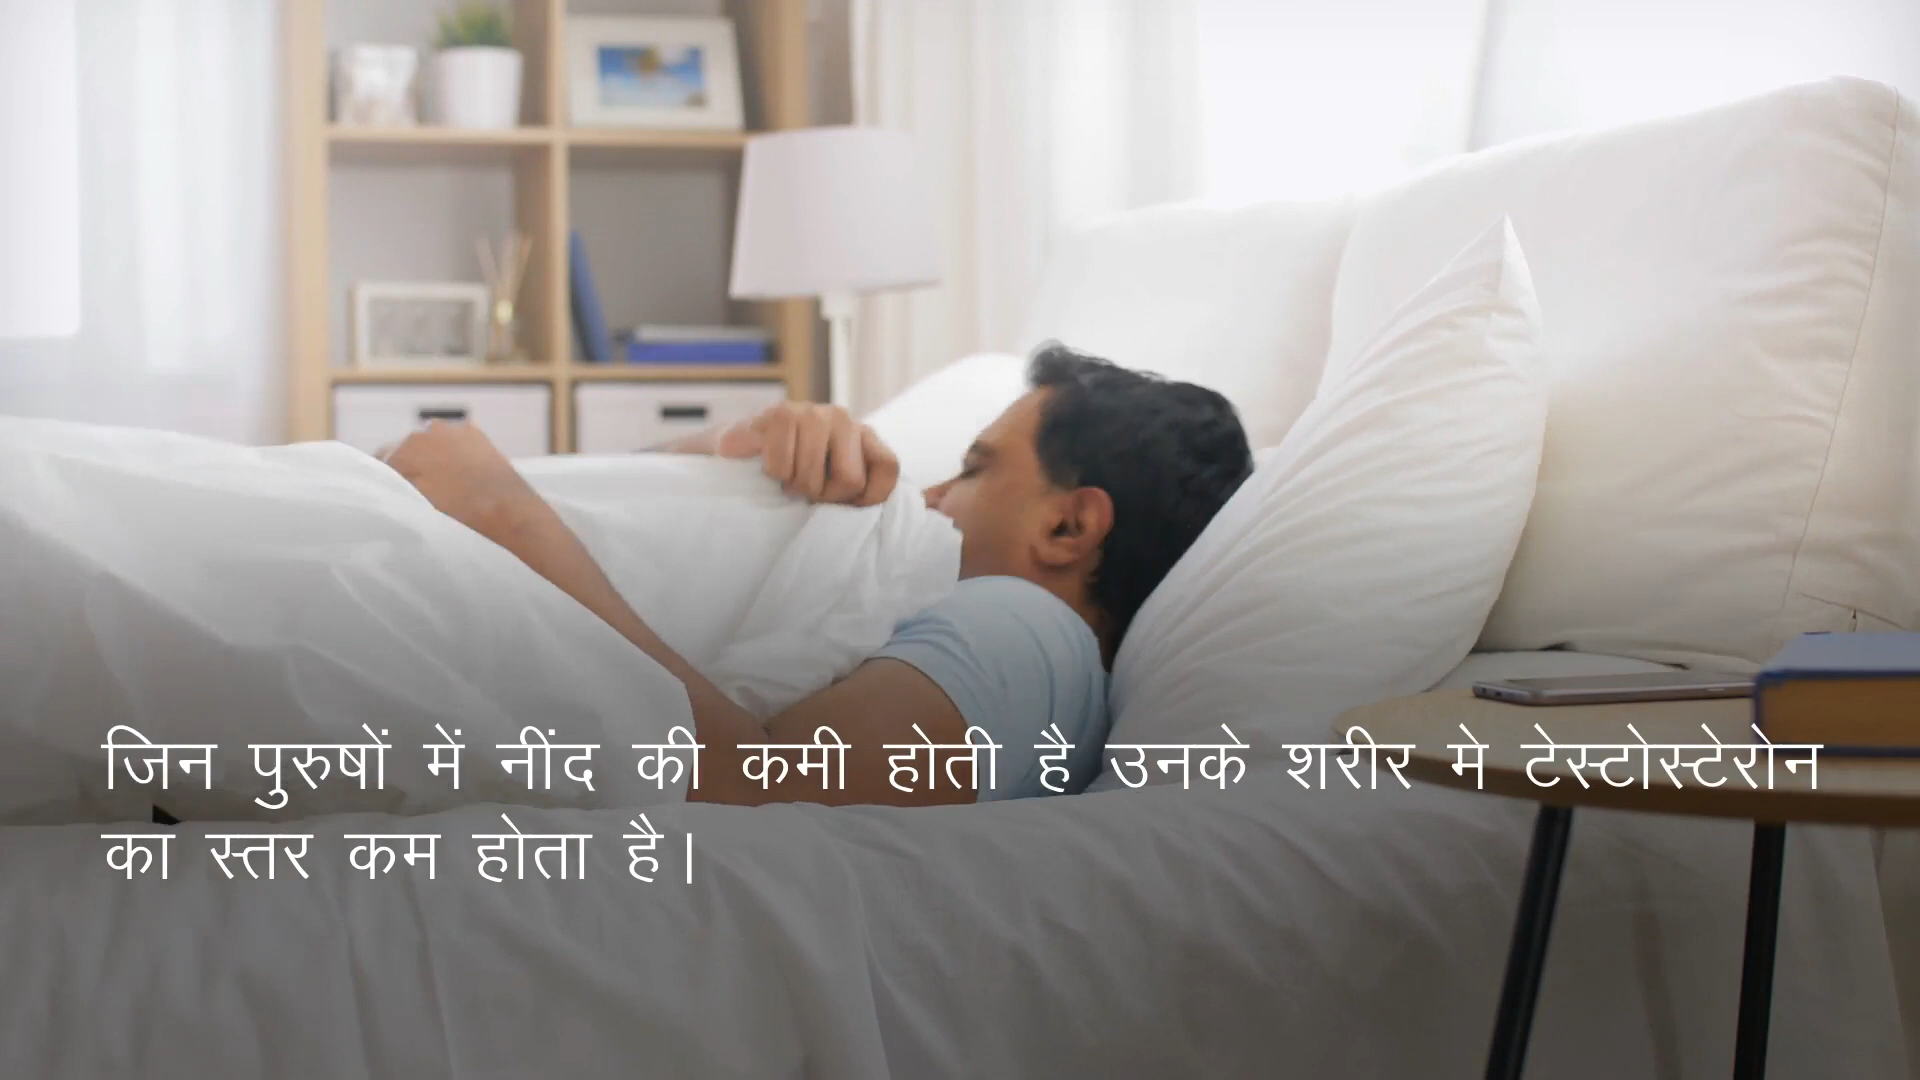 जिन पुरुषों में नींद की कमी होती है उनके शरीर मे टेस्टोस्टेरोन
का स्तर कम होता है।